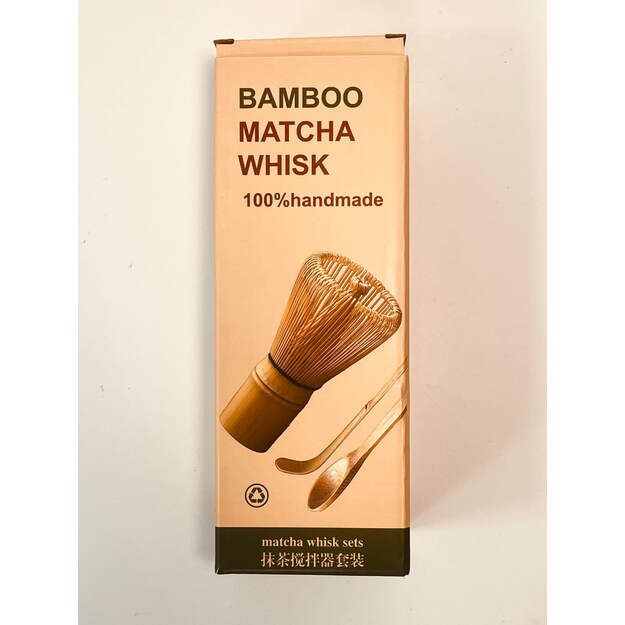 BAMBOO
MATCHA
WHISK
100%handmade
matcha whisk sets
抹茶搅拌器套装